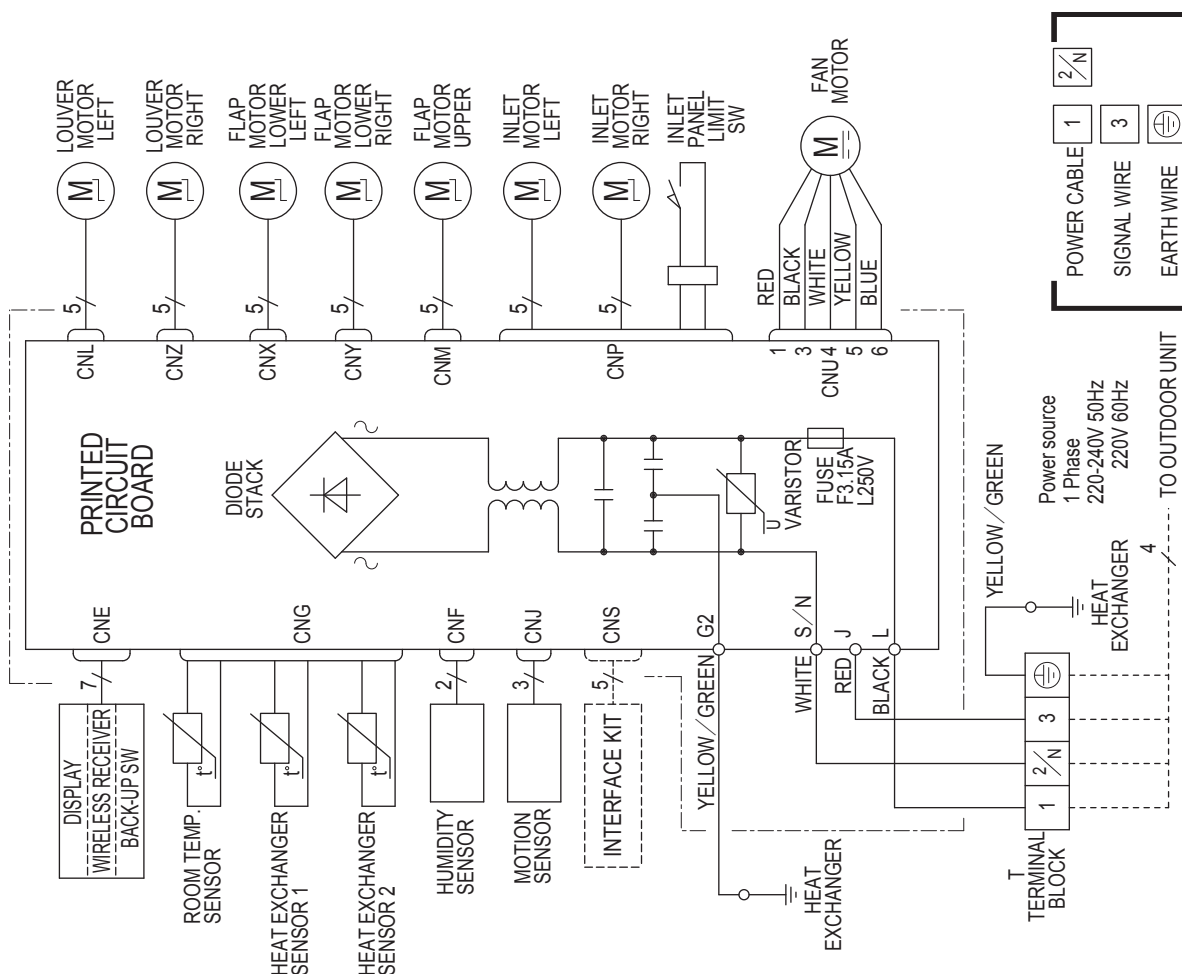 LOUVER
MOTOR
LEFT
LOUVER
MOTOR
RIGHT
FLAP
MOTOR
LOWER
LEFT
FLAP
MOTOR
LOWER
RIGHT
FLAP
MOTOR
UPPER
INLET
MOTOR
LEFT
INLET
MOTOR
RIGHT
INLET
PANEL
LIMIT
SW
FAN
MOTOR
M
M
M
M
M
M
M
M
5
5
5
5
5
5
5
RED
BLACK
WHITE
YELLOW
BLUE
CNL
CNZ
CNX
CNY
CNM
CNP
1
3
CNU 4
5
6
PRINTED
CIRCUIT
BOARD
DIODE
STACK
U
VARISTOR
FUSE
F3.15A
L250V
CNE
CNG
CNF
CNJ
CNS
G2
S/N
J
L
7
2
3
5
YELLOW/GREEN
WHITE
RED
BLACK
DISPLAY
WIRELESS RECEIVER
BACK-UP SW
t°
ROOM TEMP.
SENSOR
t°
HEAT EXCHANGER
SENSOR 1
t°
HEAT EXCHANGER
SENSOR 2
HUMIDITY
SENSOR
MOTION
SENSOR
INTERFACE KIT
HEAT
EXCHANGER
T
TERMINAL
BLOCK
1
2/N
3
YELLOW/GREEN
HEAT
EXCHANGER
4
TO OUTDOOR UNIT
Power source
1 Phase
220-240V 50Hz
220V 60Hz
POWER CABLE 1 2/N
SIGNAL WIRE 3
EARTH WIRE